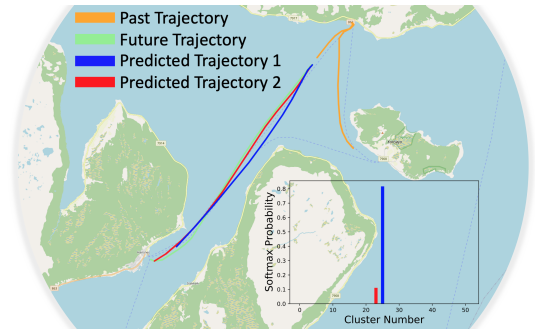 Past Trajectory
Future Trajectory
Predicted Trajectory 1
Predicted Trajectory 2
Softmax Probability
0.8
0.7
0.6
0.5
0.4
0.3
0.2
0.1
0.0
0 10 20 30 40 50
Cluster Number